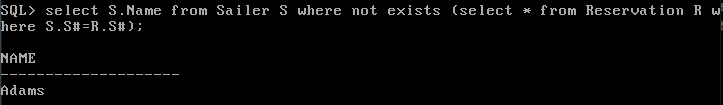 SQL> select S.Name from Sailer S where not exists (select * from Reservation R w
here S.S#=R.S#);
NAME
--------------------
Adams